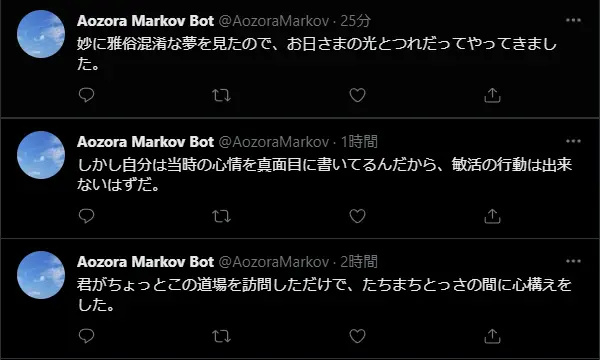 Aozora Markov Bot @AozoraMarkov · 25分
妙に雅俗混淆な夢を見たので、お日さまの光とつれだってやってきまし
た。
Aozora Markov Bot @AozoraMarkov · 1時間
しかし自分は当時の心情を真面目に書いてるんだから、敏活の行動は出来
ないはずだ。
Aozora Markov Bot @AozoraMarkov · 2時間
君がちょっとこの道場を訪問しただけで、たちまちとっさの間に心構えを
した。